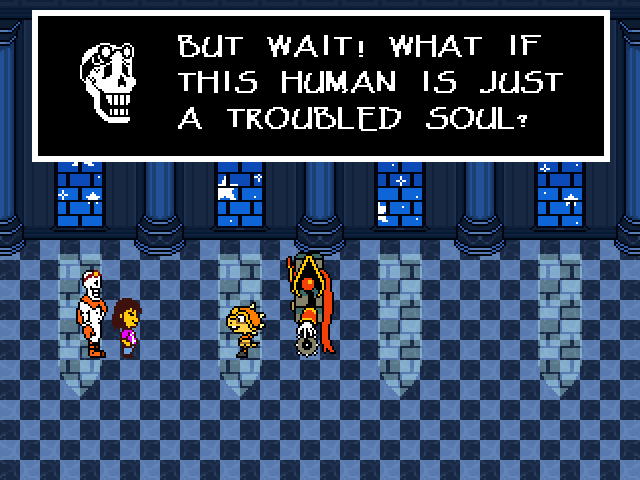 BUT WAIT! WHAT IF
THIS HUMAN IS JUST
A TROUBLED SOUL?